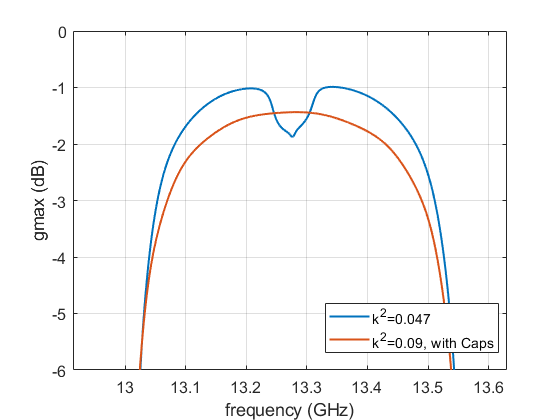 0
-1
-2
-3
-4
-5
-6
gmax (dB)
k²=0.047
k²=0.09, with Caps
13 13.1 13.2 13.3 13.4 13.5 13.6
frequency (GHz)